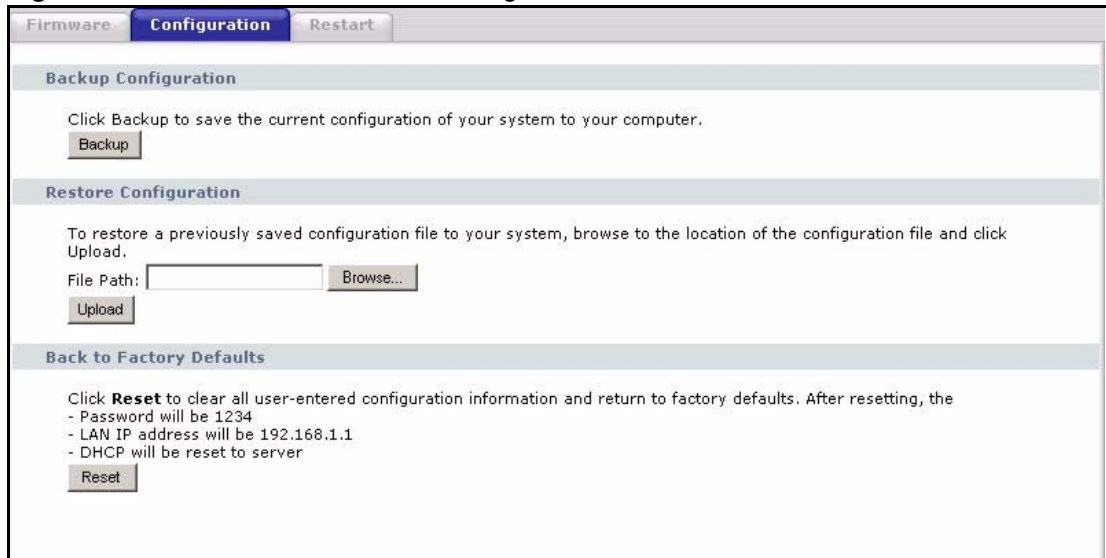 Firmware Configuration Restart
Backup Configuration
Click Backup to save the current configuration of your system to your computer.
Backup
Restore Configuration
To restore a previously saved configuration file to your system, browse to the location of the configuration file and click
Upload.
File Path: Browse...
Upload
Back to Factory Defaults
Click Reset to clear all user-entered configuration information and return to factory defaults. After resetting, the
- Password will be 1234
- LAN IP address will be 192.168.1.1
- DHCP will be reset to server
Reset